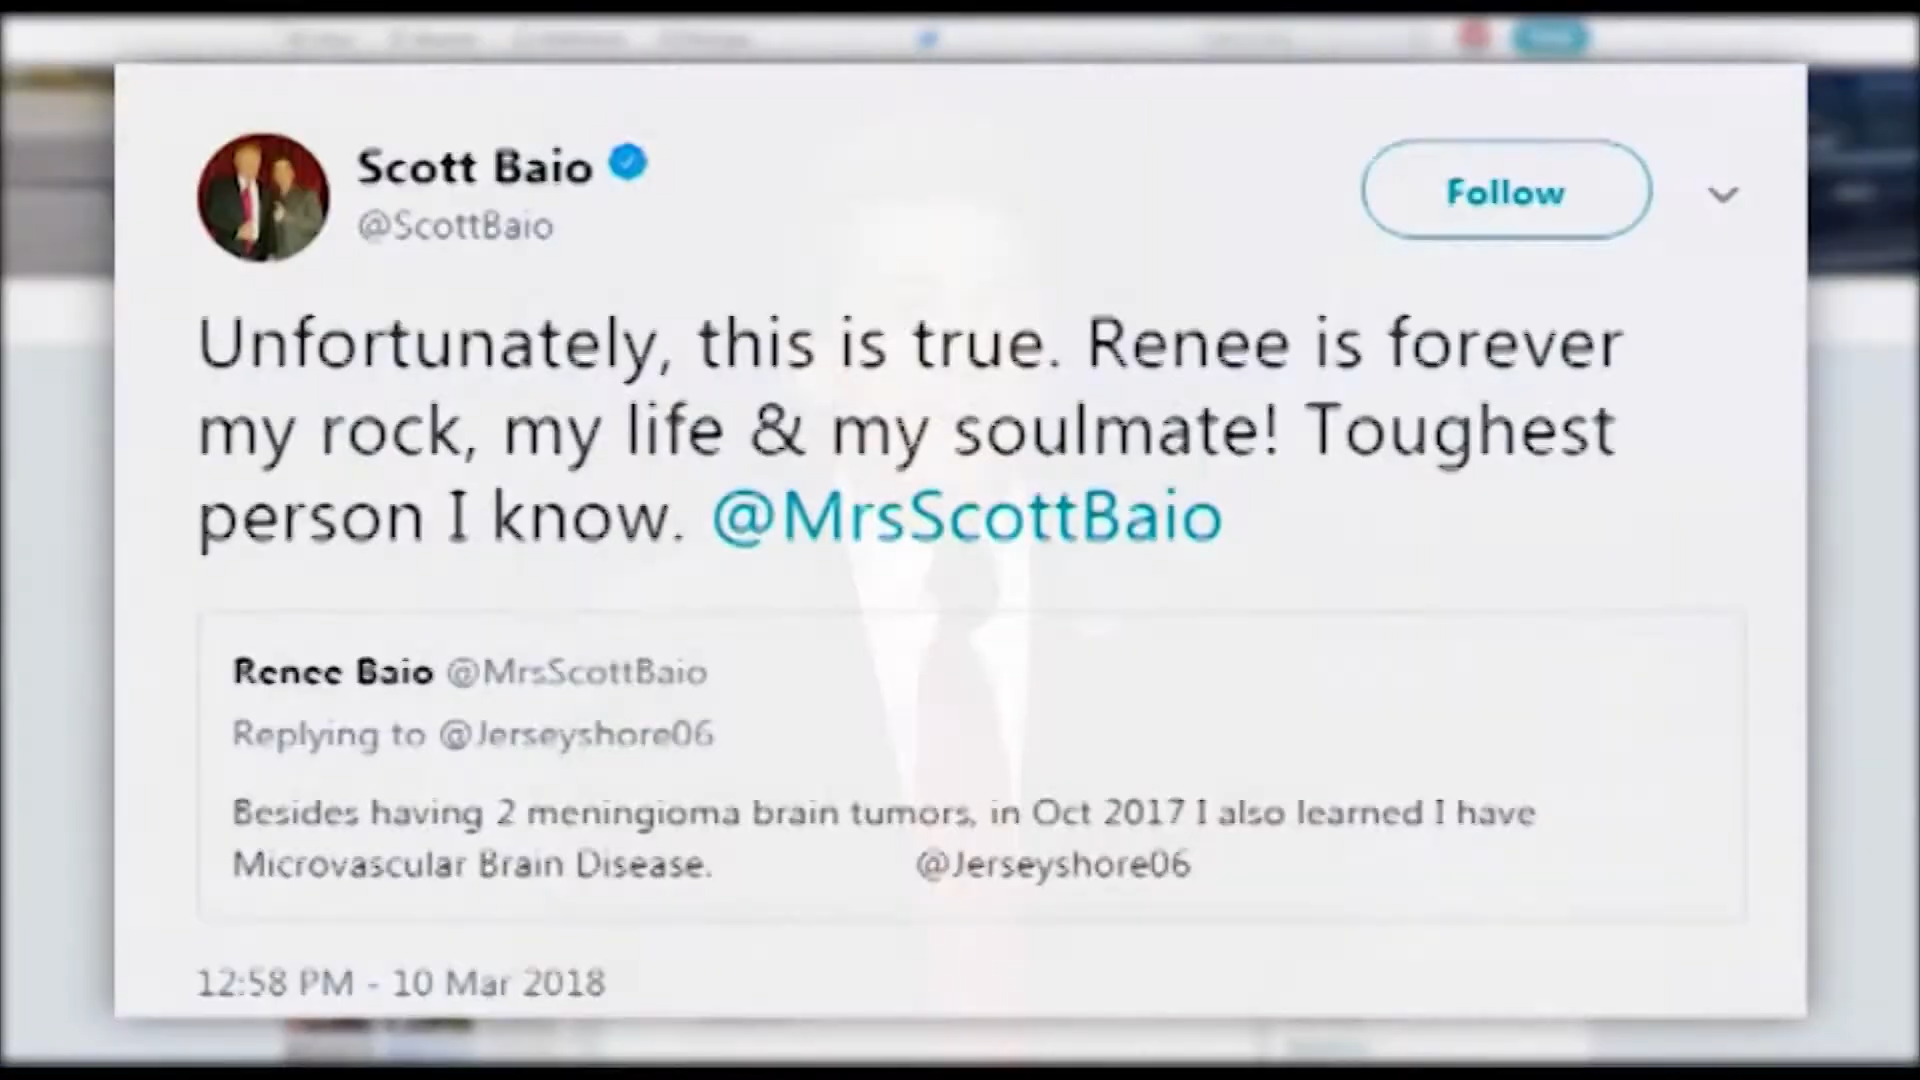 Scott Baio
@ScottBaio
Follow
Unfortunately, this is true. Renee is forever
my rock, my life & my soulmate! Toughest
person I know. @MrsScottBaio
Renee Baio @MrsScottBaio
Replying to @Jerseyshore06
Besides having 2 meningioma brain tumors, in Oct 2017 I also learned I have
Microvascular Brain Disease. @Jerseyshore06
12:58 PM - 10 Mar 2018